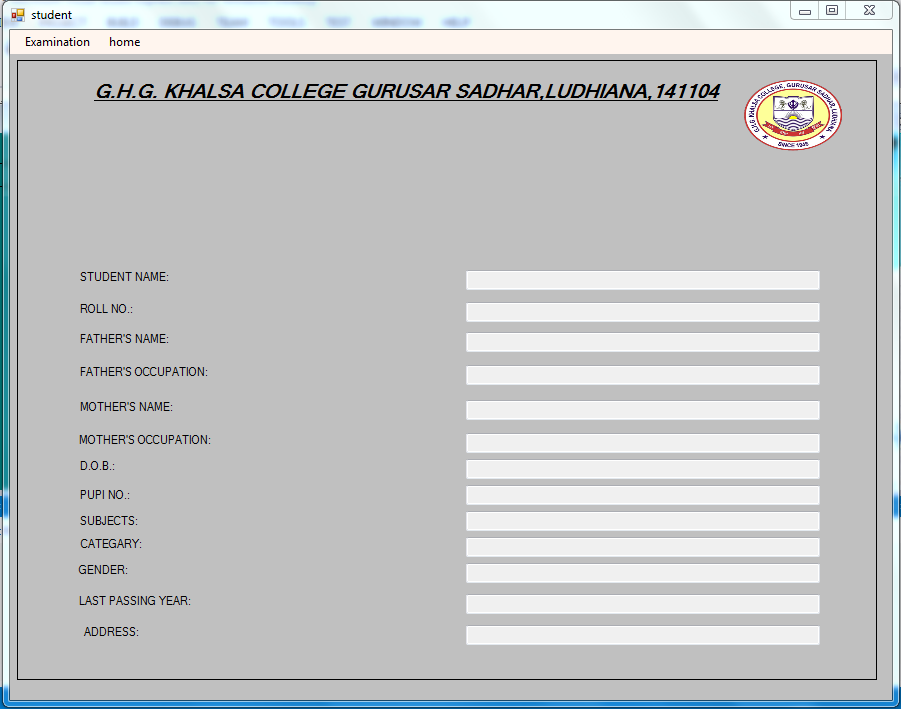 student
Examination home
G.H.G. KHALSA COLLEGE GURUSAR SADHAR,LUDHIANA,141104
G.H.G. KHALSA COLLEGE, GURUSAR SADHAR, LUDHIANA
SINCE 1948
STUDENT NAME:
ROLL NO.:
FATHER'S NAME:
FATHER'S OCCUPATION:
MOTHER'S NAME:
MOTHER'S OCCUPATION:
D.O.B.:
PUPI NO.:
SUBJECTS:
CATEGARY:
GENDER:
LAST PASSING YEAR:
ADDRESS: